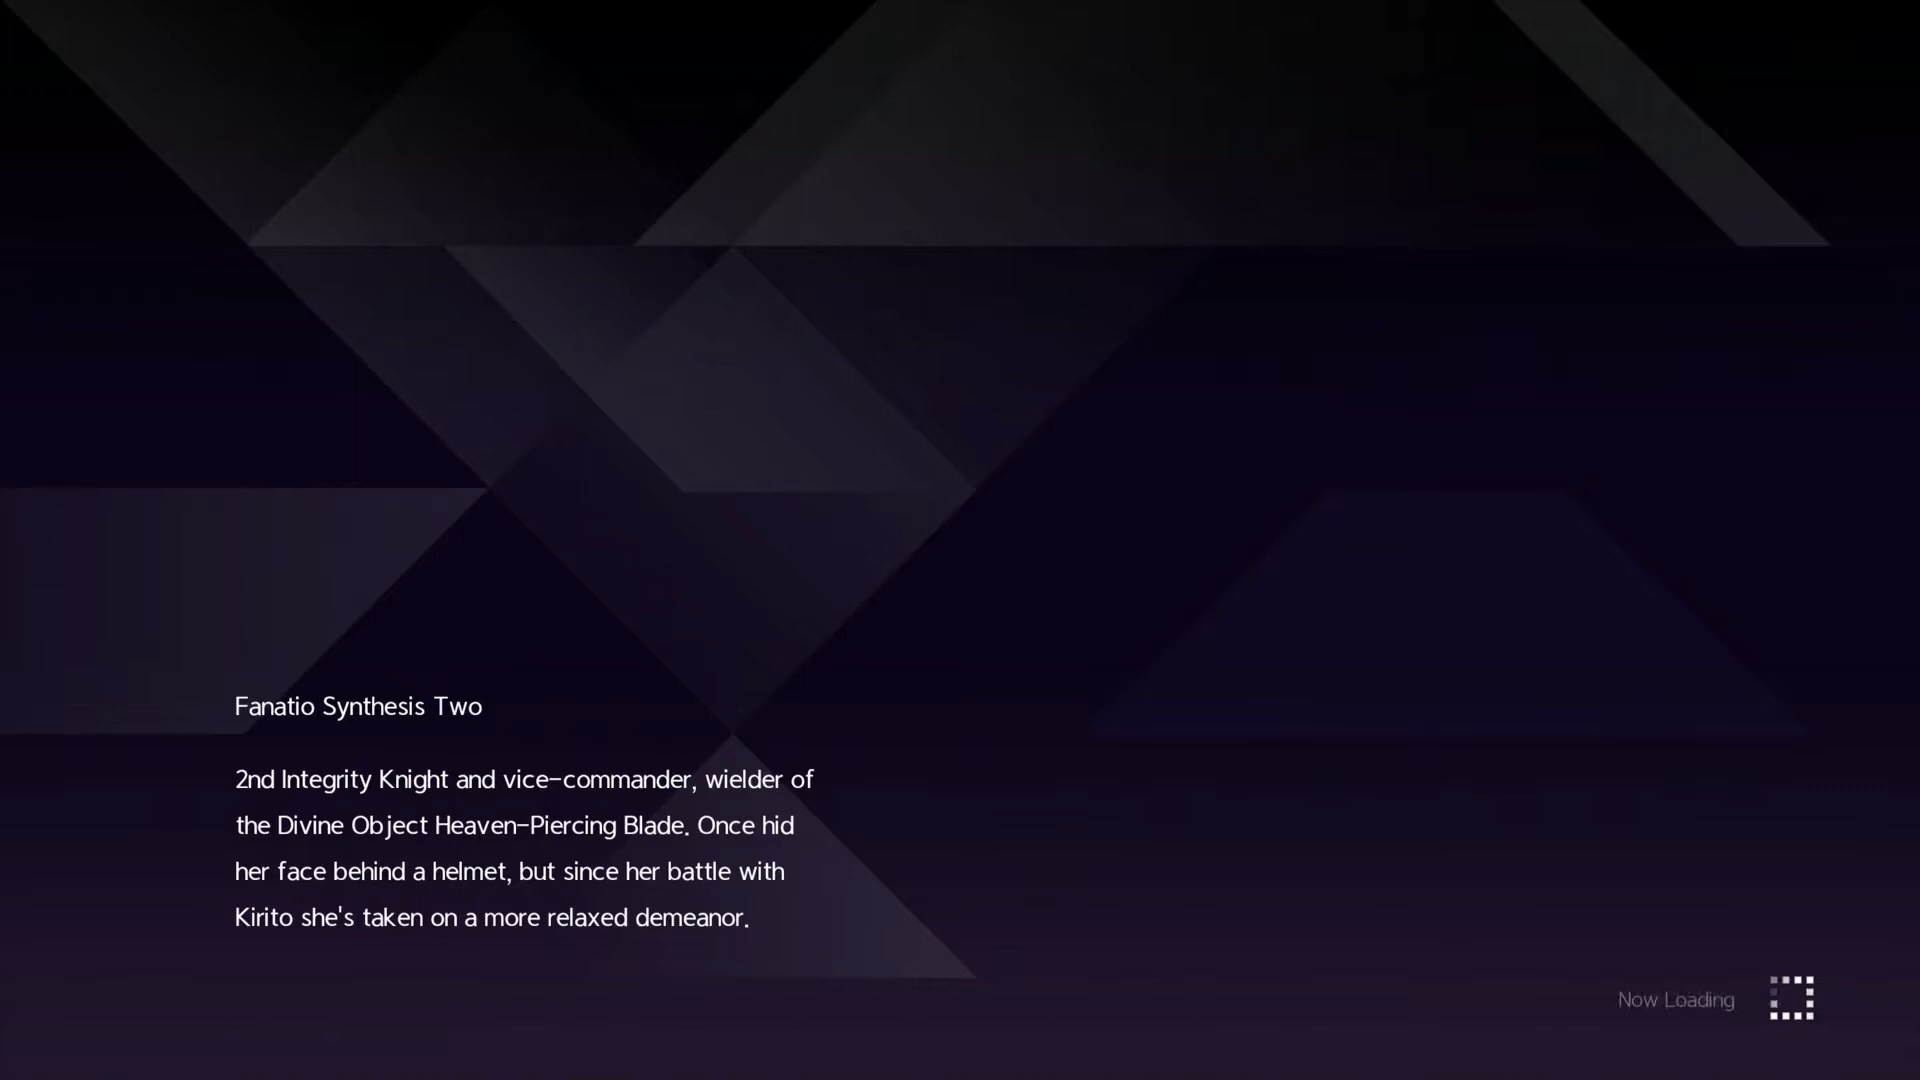 Fanatio Synthesis Two
2nd Integrity Knight and vice-commander, wielder of
the Divine Object Heaven-Piercing Blade. Once hid
her face behind a helmet, but since her battle with
Kirito she's taken on a more relaxed demeanor.
Now Loading